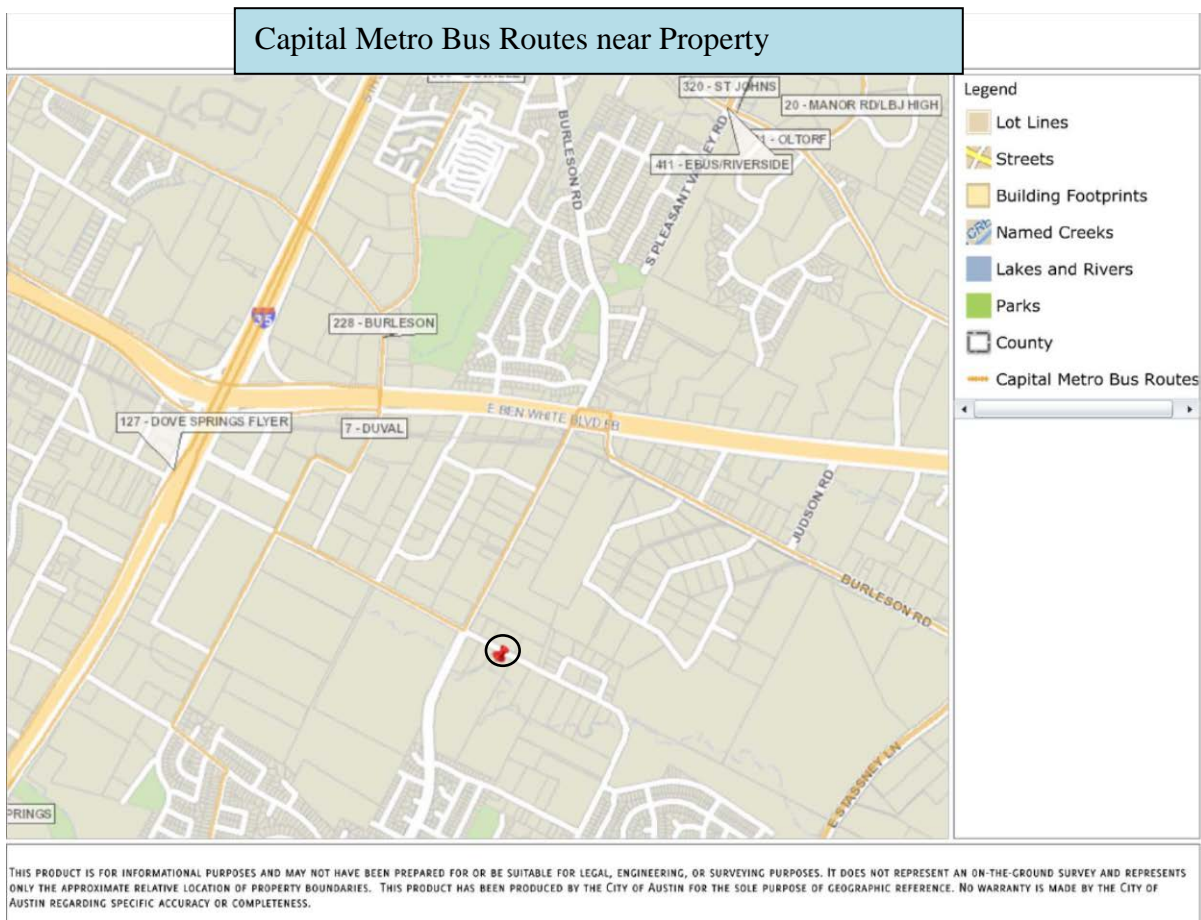 Capital Metro Bus Routes near Property
320 - ST JOHNS
20 - MANOR RD/LBJ HIGH
- OLTORF
411 - EBUS/RIVERSIDE
BURLESON RD
S PLEASANT VALLEY RD
35
228 - BURLESON
127 - DOVE SPRINGS FLYER
7 - DUVAL
E BEN WHITE BLVD EB
JUDSON RD
BURLESON RD
E STASSNEY LN
PRINGS
Legend
Lot Lines
Streets
Building Footprints
CRE
Named Creeks
Lakes and Rivers
Parks
County
Capital Metro Bus Routes
THIS PRODUCT IS FOR INFORMATIONAL PURPOSES AND MAY NOT HAVE BEEN PREPARED FOR OR BE SUITABLE FOR LEGAL, ENGINEERING, OR SURVEYING PURPOSES. IT DOES NOT REPRESENT AN ON-THE-GROUND SURVEY AND REPRESENTS
ONLY THE APPROXIMATE RELATIVE LOCATION OF PROPERTY BOUNDARIES. THIS PRODUCT HAS BEEN PRODUCED BY THE CITY OF AUSTIN FOR THE SOLE PURPOSE OF GEOGRAPHIC REFERENCE. NO WARRANTY IS MADE BY THE CITY OF
AUSTIN REGARDING SPECIFIC ACCURACY OR COMPLETENESS.